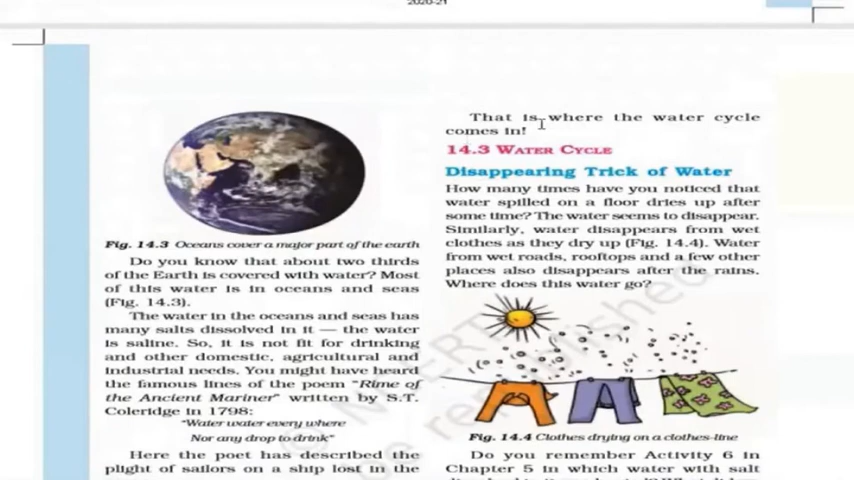 2020-21
Fig. 14.3 Oceans cover a major part of the earth
Do you know that about two thirds
of the Earth is covered with water? Most
of this water is in oceans and seas
(Fig. 14.3).
The water in the oceans and seas has
many salts dissolved in it — the water
is saline. So, it is not fit for drinking
and other domestic, agricultural and
industrial needs. You might have heard
the famous lines of the poem “Rime of
the Ancient Mariner” written by S.T.
Coleridge in 1798:
“Water water every where
Nor any drop to drink”
Here the poet has described the
plight of sailors on a ship lost in the
That is where the water cycle
comes in!
14.3 WATER CYCLE
Disappearing Trick of Water
How many times have you noticed that
water spilled on a floor dries up after
some time? The water seems to disappear.
Similarly, water disappears from wet
clothes as they dry up (Fig. 14.4). Water
from wet roads, rooftops and a few other
places also disappears after the rains.
Where does this water go?
Fig. 14.4 Clothes drying on a clothes-line
Do you remember Activity 6 in
Chapter 5 in which water with salt